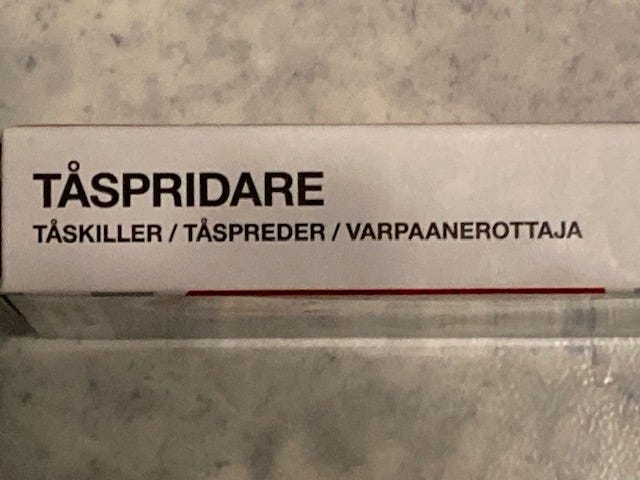 TÅSPRIDARE
TÅSKILLER / TÅSPREDER / VARPAANEROTTAJA